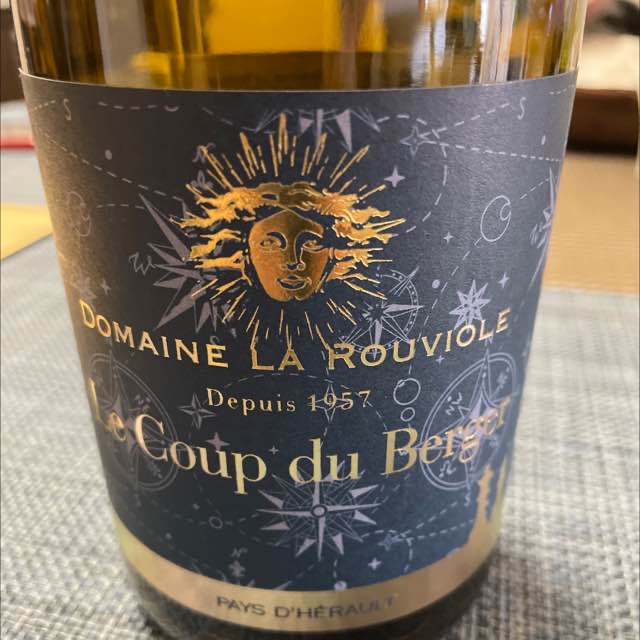 DOMAINE LA ROUVIOLE
Depuis 1957
Le Coup du Berger
PAYS D'HÉRAULT